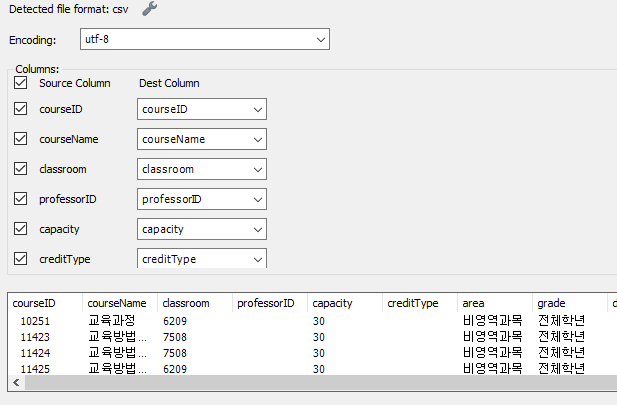 Detected file format: csv
Encoding: utf-8
Columns:
Source Column Dest Column
courseID courseID
courseName courseName
classroom classroom
professorID professorID
capacity capacity
creditType creditType
courseID courseName classroom professorID capacity creditType area grade d
10251 교육과정 6209 30 비영역과목 전체학년
11423 교육방법... 7508 30 비영역과목 전체학년
11424 교육방법... 7508 30 비영역과목 전체학년
11425 교육방법... 6209 30 비영역과목 전체학년